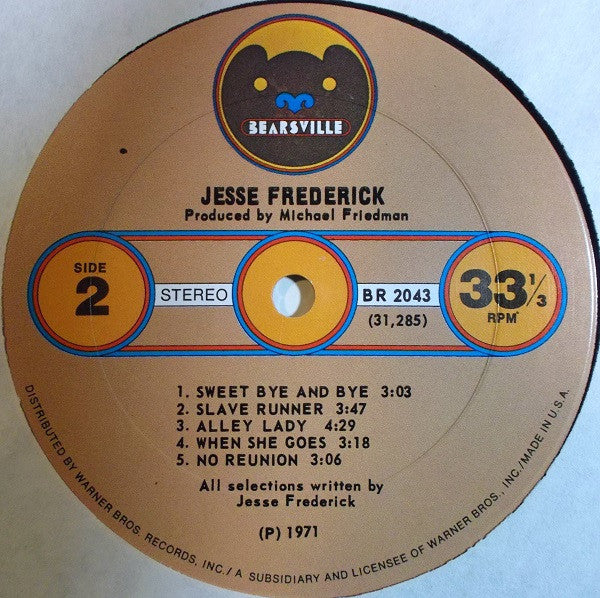 BEARSVILLE
JESSE FREDERICK
Produced by Michael Friedman
SIDE
2
STEREO
BR 2043
(31,285)
33 1/3
RPM
1. SWEET BYE AND BYE 3:03
2. SLAVE RUNNER 3:47
3. ALLEY LADY 4:29
4. WHEN SHE GOES 3:18
5. NO REUNION 3:06
All selections written by
Jesse Frederick
(P) 1971
DISTRIBUTED BY WARNER BROS. RECORDS, INC./ A SUBSIDIARY AND LICENSEE OF WARNER BROS. INC./MADE IN U.S.A.